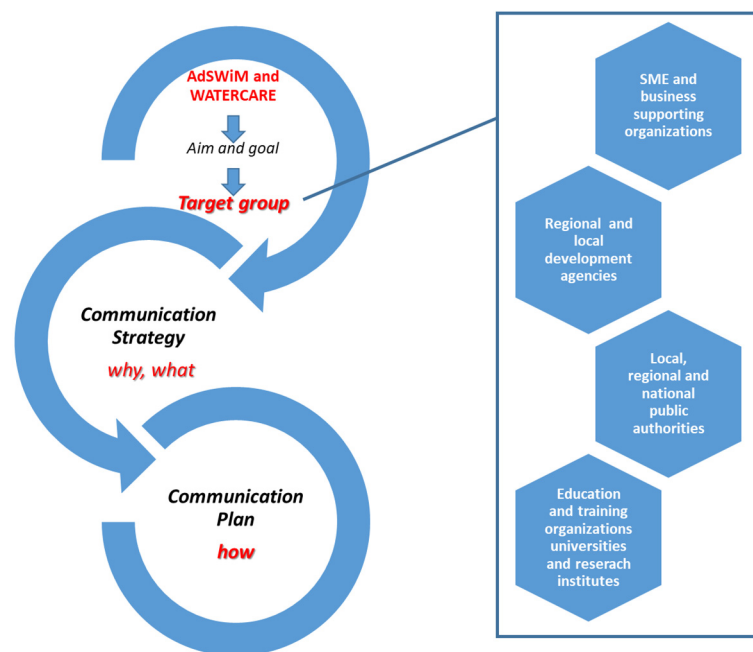 AdSWiM and
WATERCARE
Aim and goal
Target group
Communication
Strategy
why, what
Communication
Plan
how
SME and
business
supporting
organizations
Regional and
local
development
agencies
Local,
regional and
national
public
authorities
Education
and training
organizations
universities
and reserach
institutes